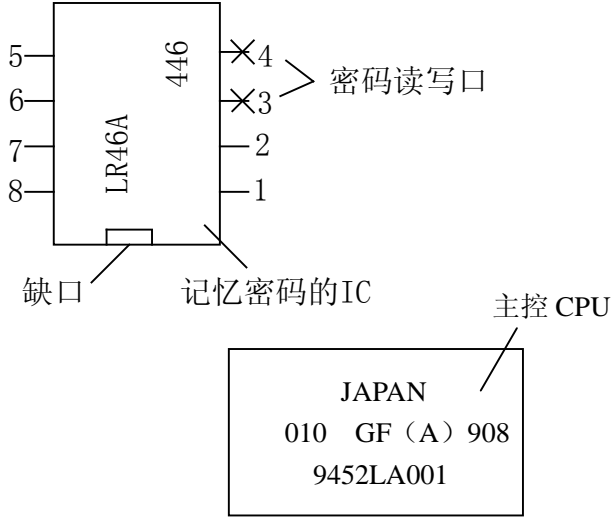 5
6
7
8
446
LR46A
4
3
2
1
密码读写口
缺口
记忆密码的IC
主控 CPU
JAPAN
010 GF（A）908
9452LA001